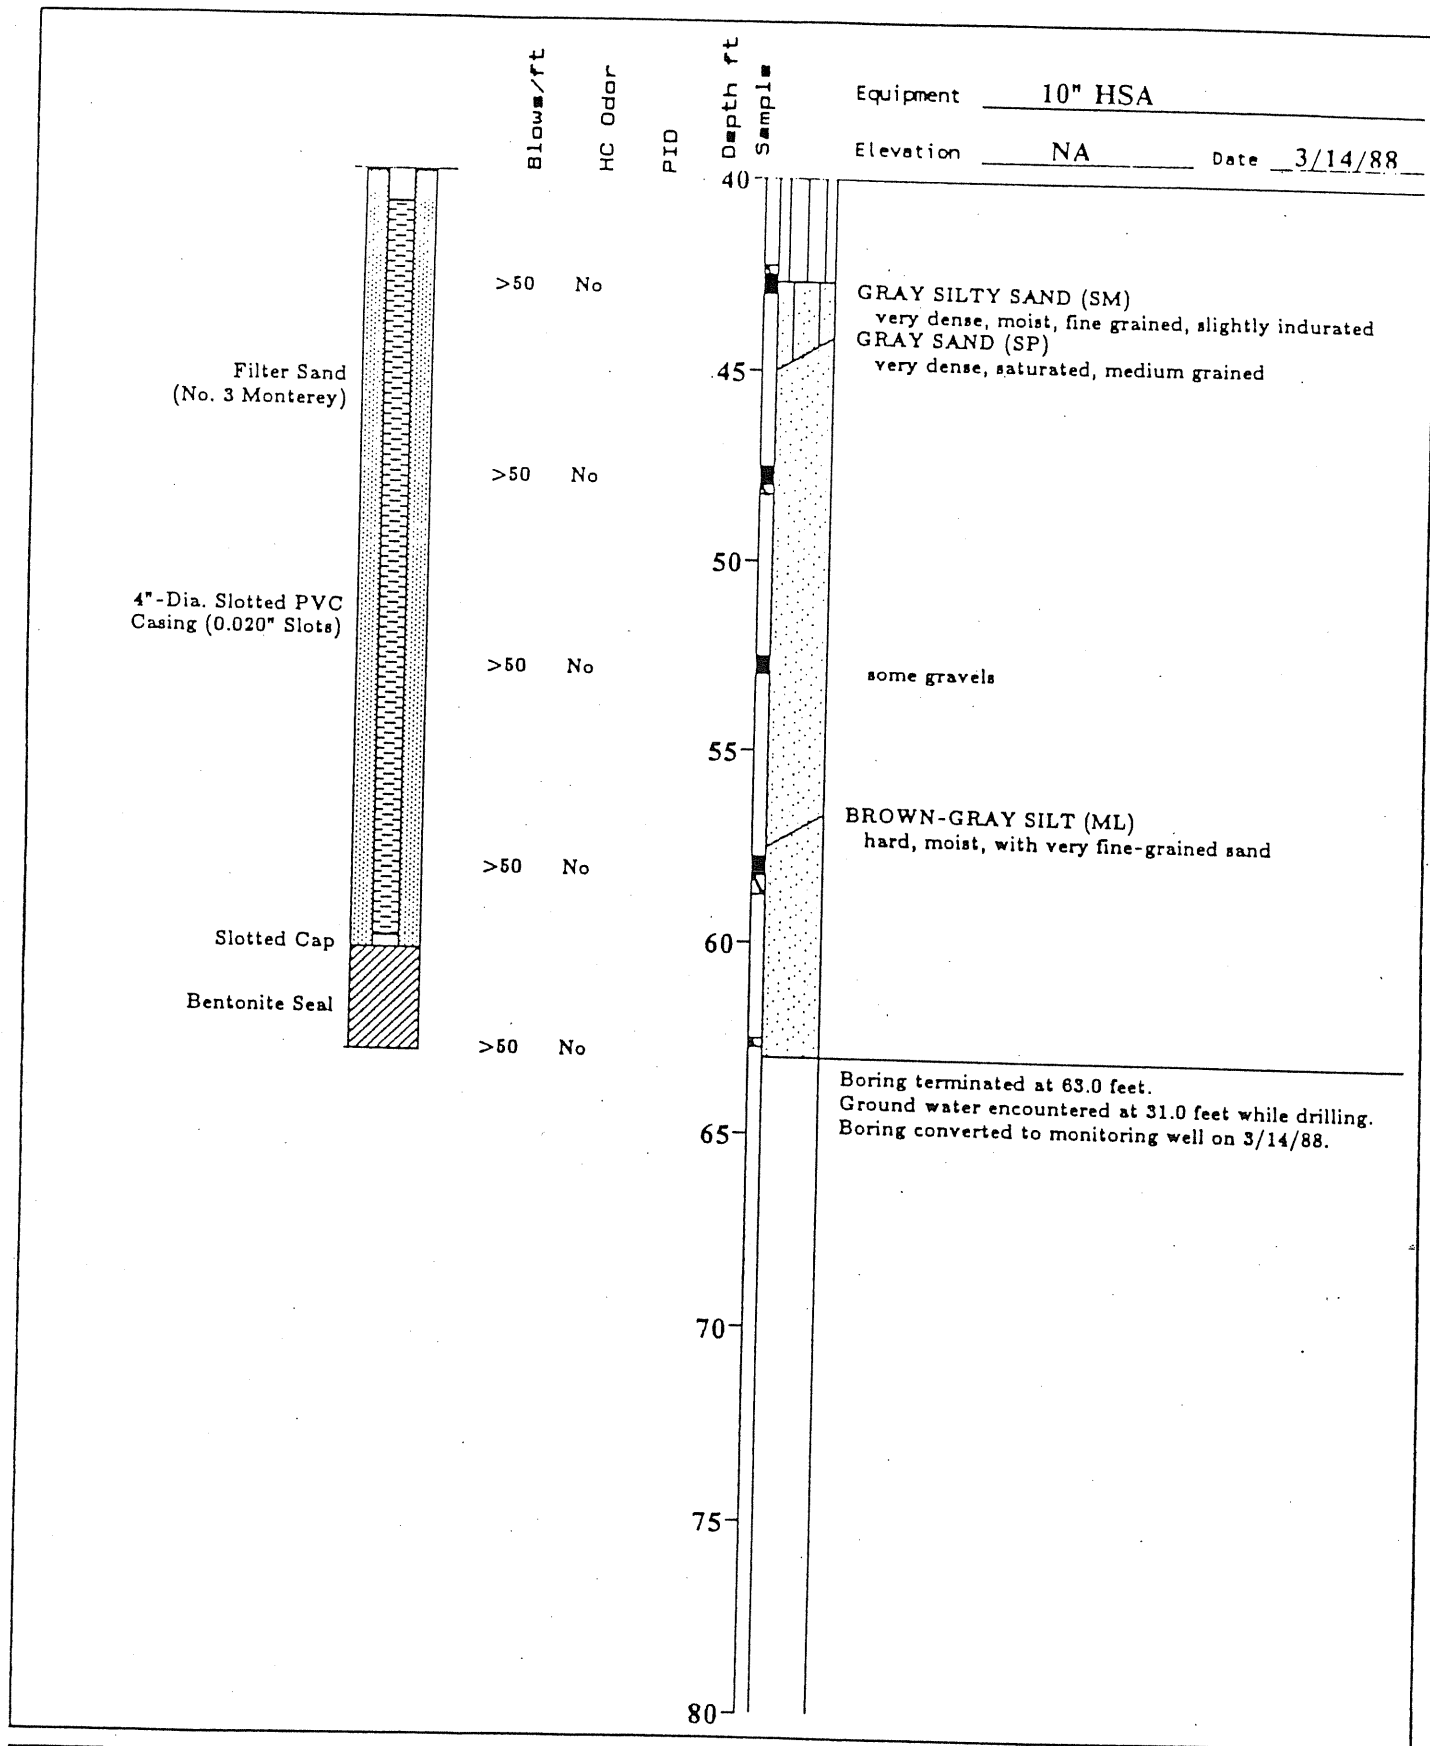 Blows/ft
HC Odor
PID
Depth ft
Sample
Equipment 10" HSA
Elevation NA Date 3/14/88
40
>50 No
GRAY SILTY SAND (SM)
very dense, moist, fine grained, slightly indurated
GRAY SAND (SP)
very dense, saturated, medium grained
Filter Sand
(No. 3 Monterey)
45
>50 No
50
4"-Dia. Slotted PVC
Casing (0.020" Slots)
>50 No
some gravels
55
BROWN-GRAY SILT (ML)
hard, moist, with very fine-grained sand
>50 No
Slotted Cap
60
Bentonite Seal
>50 No
Boring terminated at 63.0 feet.
Ground water encountered at 31.0 feet while drilling.
Boring converted to monitoring well on 3/14/88.
65
70
75
80